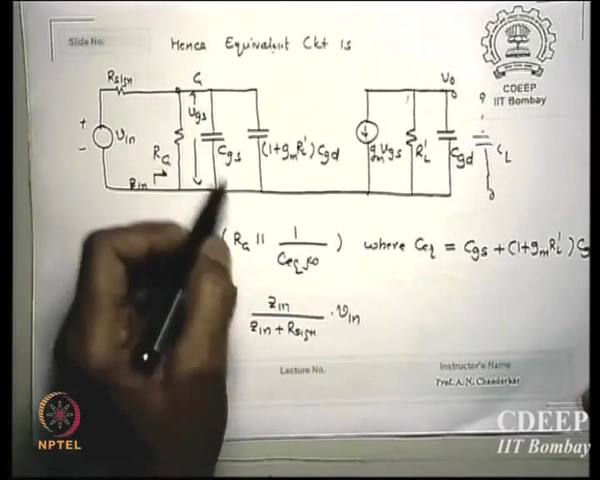 Slide No:
Hence Equivalent Ckt is
CDEEP
IIT Bombay
Rsign
G
Vo
+
Vin
-
RG
Vgs
Cgs
(1+gmRL')Cgd
gmVgs
RL'
Cgd
CL
Rin
( RG || 1/(Ceq jω) ) where Ceq = Cgs + (1+gmRL') C
Zin/(Zin + Rsign) · Vin
Lecture No.
Instructor's Name
Prof. A. N. Chandorkar
NPTEL
CDEEP
IIT Bombay